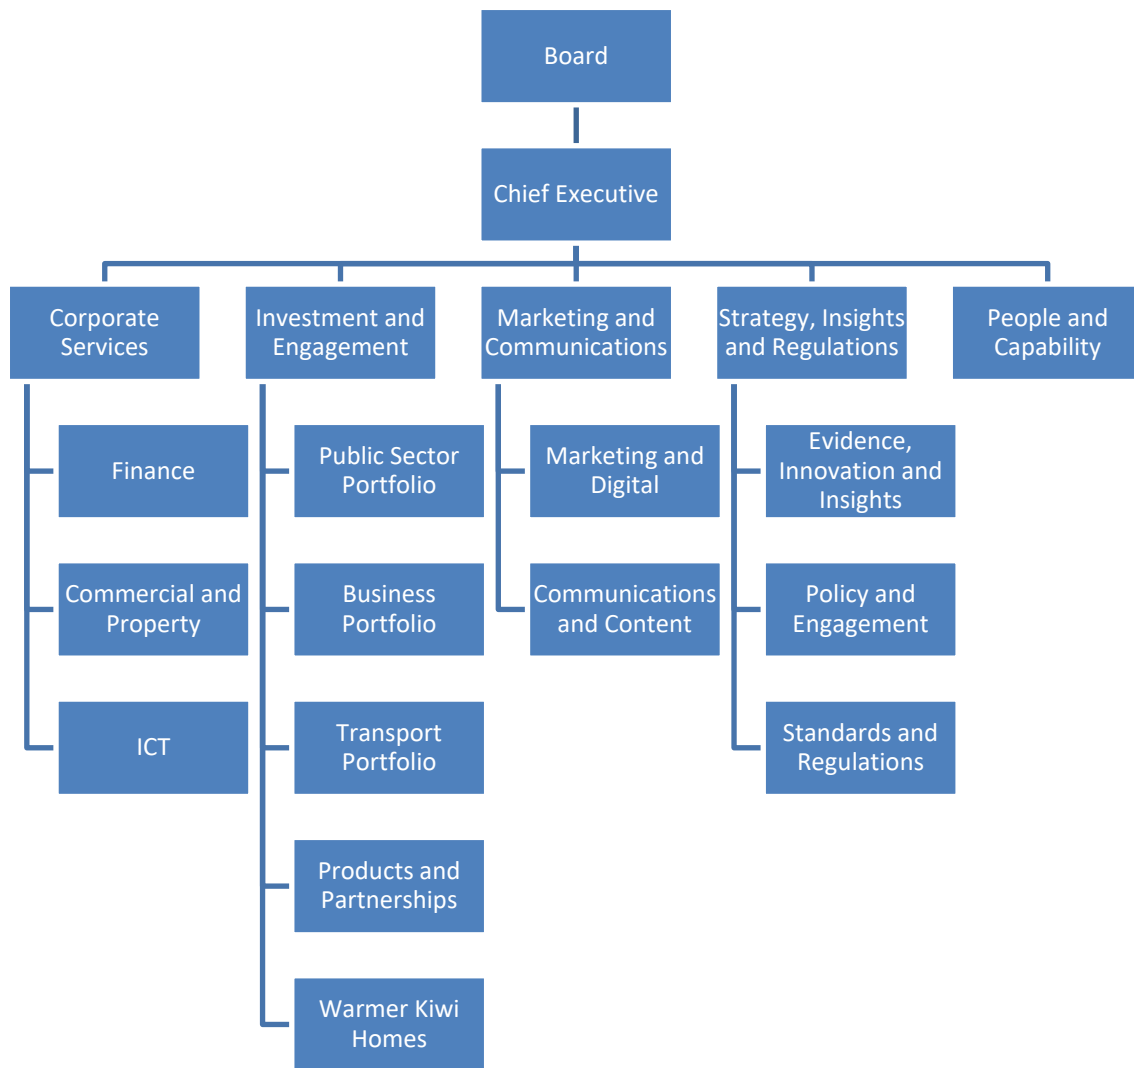 Board
Chief Executive
Corporate
Services
Investment and
Engagement
Marketing and
Communications
Strategy, Insights
and Regulations
People and
Capability
Finance
Commercial and
Property
ICT
Public Sector
Portfolio
Business
Portfolio
Transport
Portfolio
Products and
Partnerships
Warmer Kiwi
Homes
Marketing and
Digital
Communications
and Content
Evidence,
Innovation and
Insights
Policy and
Engagement
Standards and
Regulations